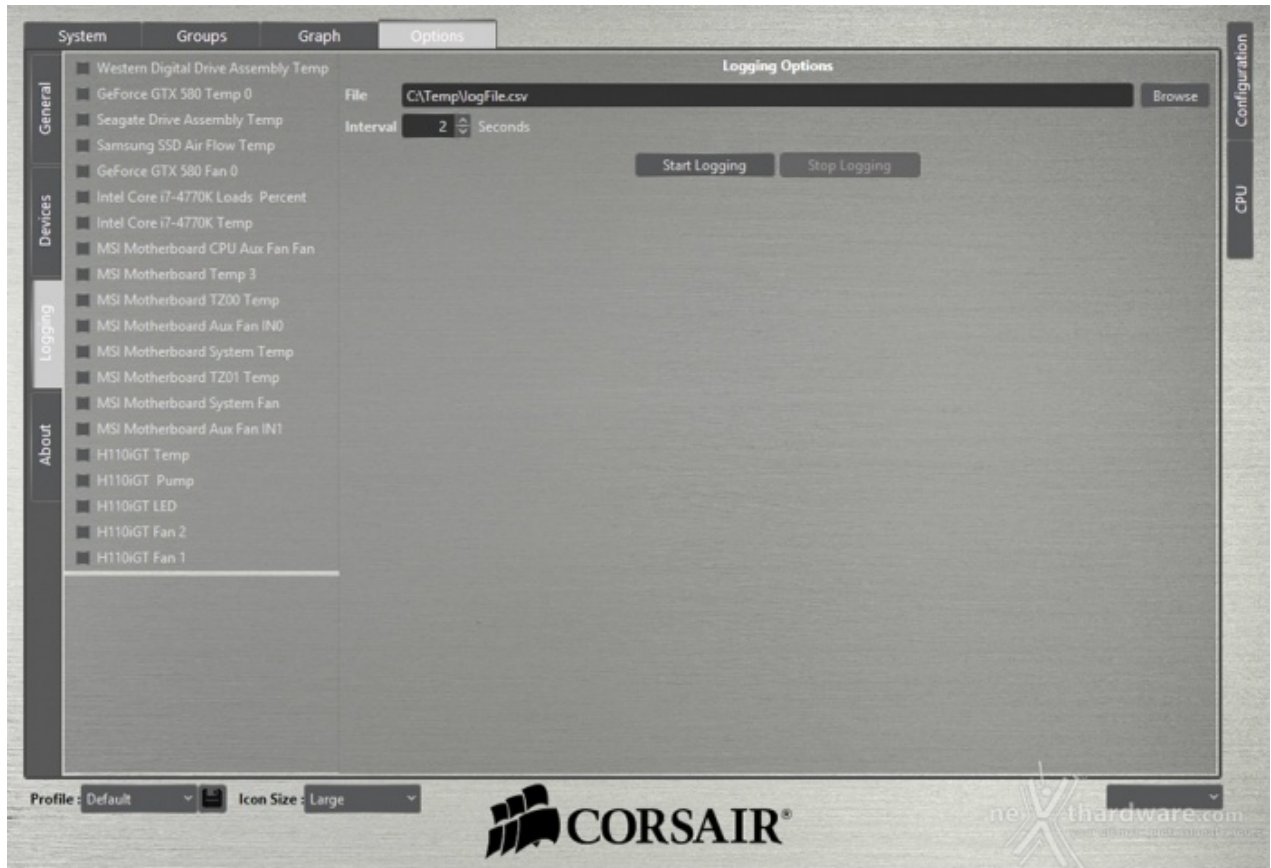 System
Groups
Graph
Options
General
Devices
Logging
About
Western Digital Drive Assembly Temp
GeForce GTX 580 Temp 0
Seagate Drive Assembly Temp
Samsung SSD Air Flow Temp
GeForce GTX 580 Fan 0
Intel Core i7-4770K Loads Percent
Intel Core i7-4770K Temp
MSI Motherboard CPU Aux Fan Fan
MSI Motherboard Temp 3
MSI Motherboard TZ00 Temp
MSI Motherboard Aux Fan IN0
MSI Motherboard System Temp
MSI Motherboard TZ01 Temp
MSI Motherboard System Fan
MSI Motherboard Aux Fan IN1
H110iGT Temp
H110iGT Pump
H110iGT LED
H110iGT Fan 2
H110iGT Fan 1
Logging Options
File C:\Temp\logFile.csv Browse
Interval 2 Seconds
Start Logging
Stop Logging
Configuration
CPU
Profile : Default
Icon Size : Large
CORSAIR®
nexthardware.com